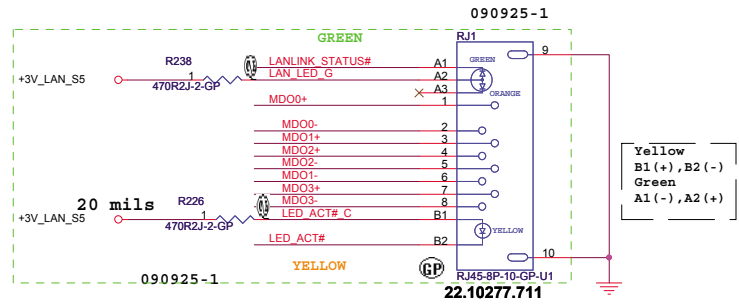 090925-1
GREEN
RJ1
R238
LANLINK_STATUS#
A1
GREEN
9
+3V_LAN_S5
1
LAN_LED_G
A2
470R2J-2-GP
A3
ORANGE
MDO0+
1
MDO0-
2
MDO1+
3
MDO2+
4
MDO2-
5
MDO1-
6
MDO3+
7
MDO3-
8
Yellow
B1(+),B2(-)
Green
A1(-),A2(+)
20 mils
R226
+3V_LAN_S5
1
LED_ACT#_C
B1
470R2J-2-GP
YELLOW
LED_ACT#
B2
10
YELLOW
GP
090925-1
RJ45-8P-10-GP-U1
22.10277.711